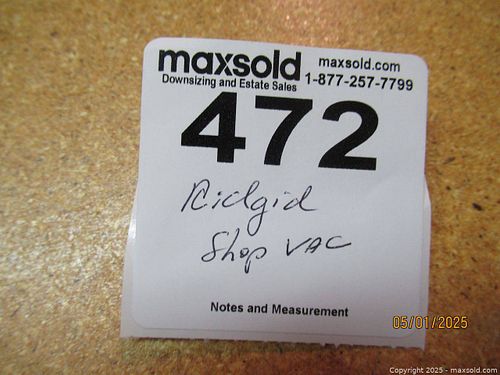 maxsold maxsold.com
Downsizing and Estate Sales 1-877-257-7799
472
Ridgid
Shop VAC
Notes and Measurement
05/01/2025
Copyright © 2025 - maxsold.com